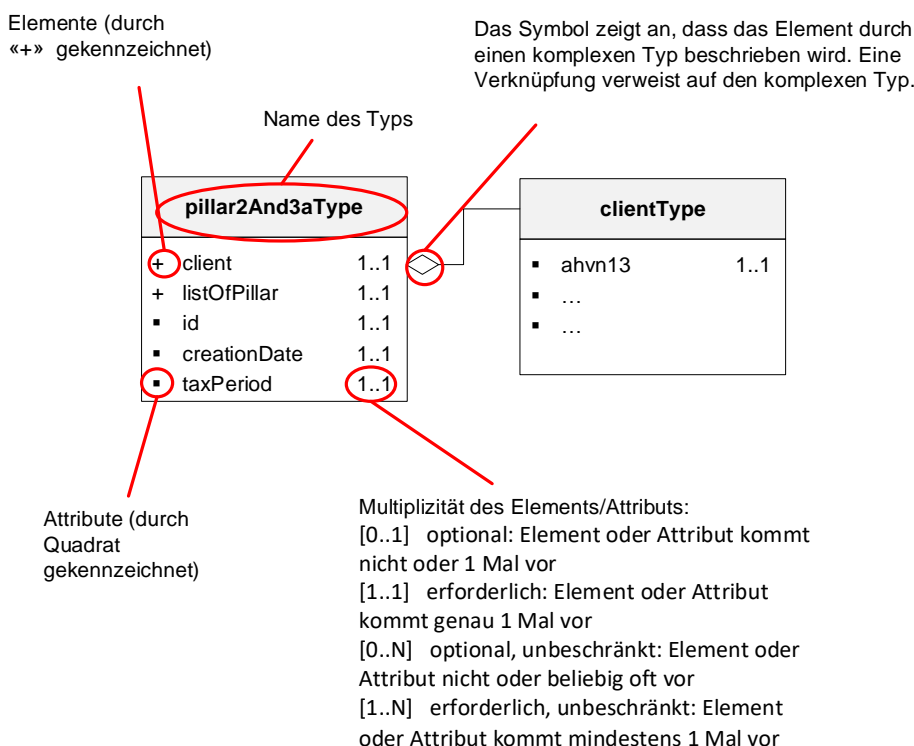 Elemente (durch
«+» gekennzeichnet)
Das Symbol zeigt an, dass das Element durch
einen komplexen Typ beschrieben wird. Eine
Verknüpfung verweist auf den komplexen Typ.
Name des Typs
pillar2And3aType
+ client 1..1
+ listOfPillar 1..1
▪ id 1..1
▪ creationDate 1..1
▪ taxPeriod 1..1
clientType
▪ ahvn13 1..1
▪ …
▪ …
Attribute (durch
Quadrat
gekennzeichnet)
Multiplizität des Elements/Attributs:
[0..1] optional: Element oder Attribut kommt
nicht oder 1 Mal vor
[1..1] erforderlich: Element oder Attribut
kommt genau 1 Mal vor
[0..N] optional, unbeschränkt: Element oder
Attribut nicht oder beliebig oft vor
[1..N] erforderlich, unbeschränkt: Element
oder Attribut kommt mindestens 1 Mal vor